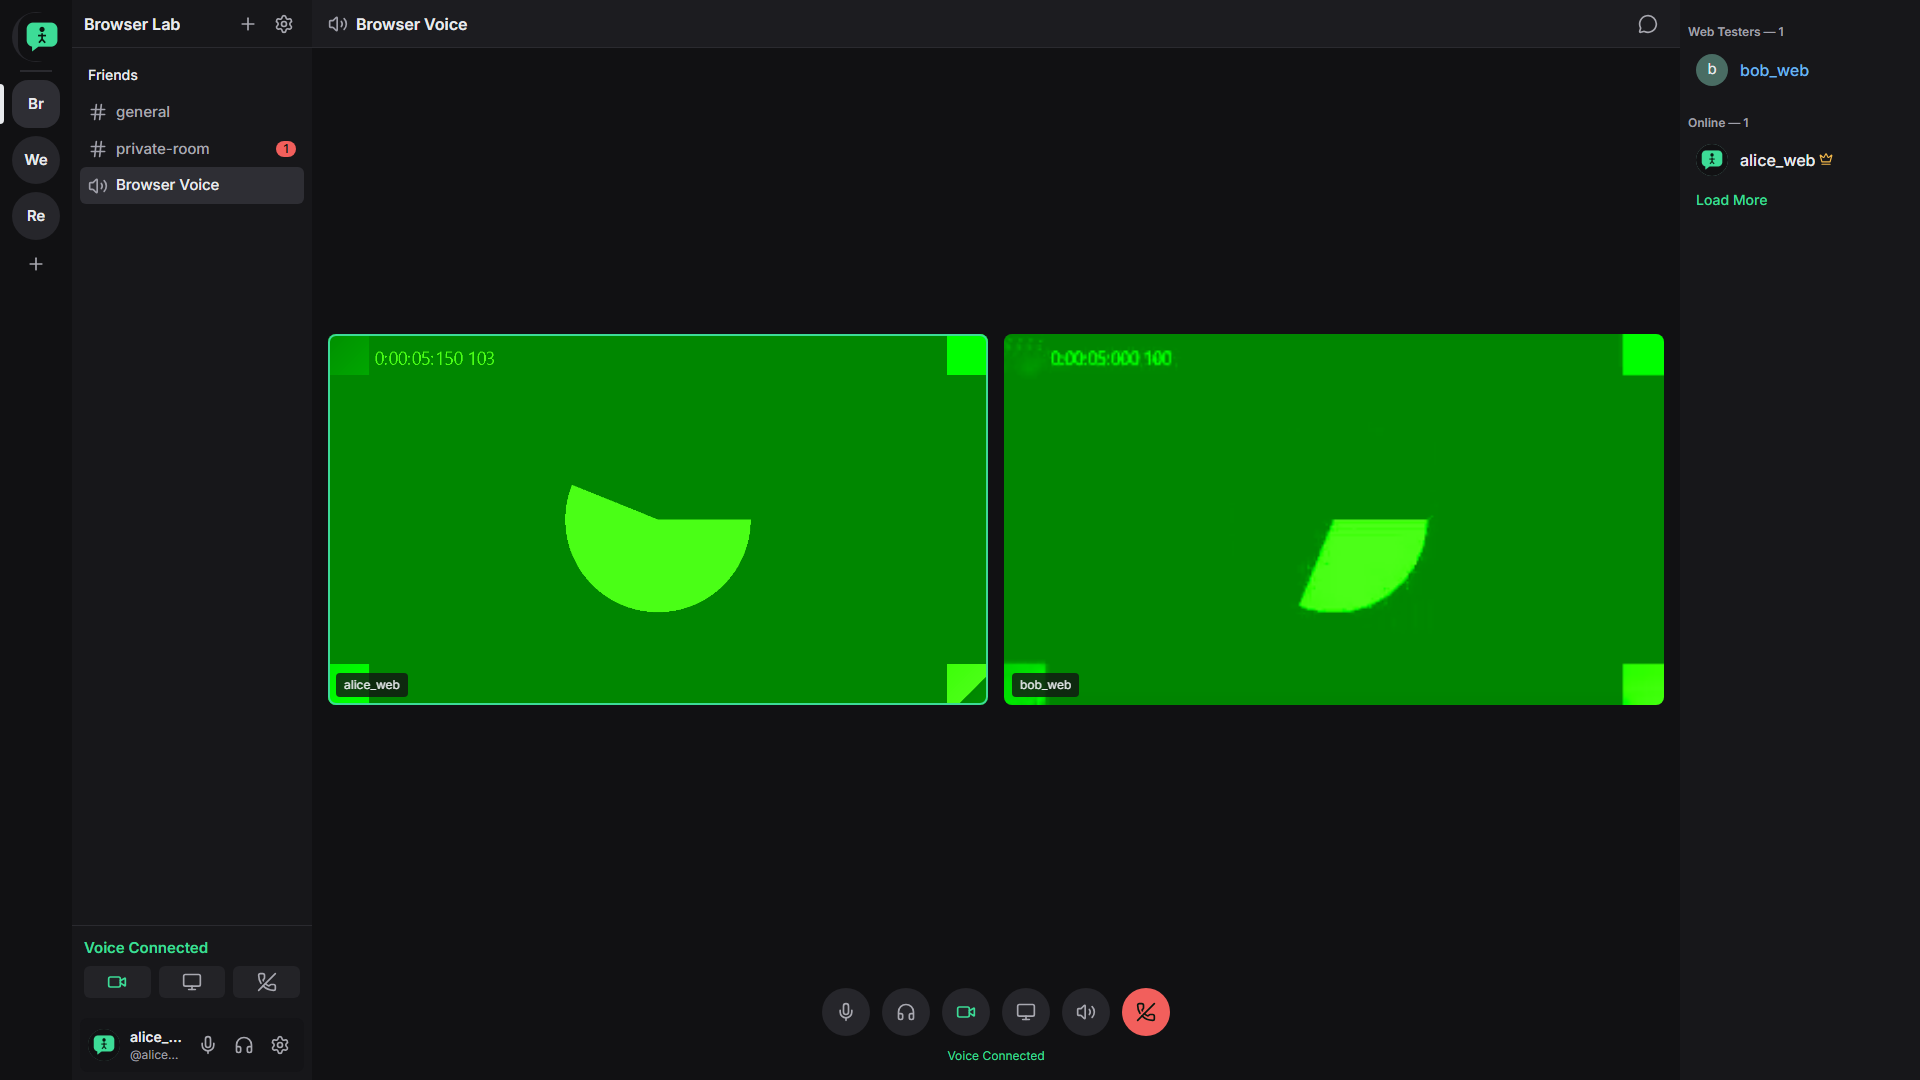 Browser Lab
Browser Voice
Web Testers — 1
b
bob_web
Online — 1
alice_web
Load More
Br
We
Re
Friends
general
private-room
1
Browser Voice
0:00:05:150 103
alice_web
0:00:05:000 100
bob_web
Voice Connected
alice_...
@alice...
Voice Connected